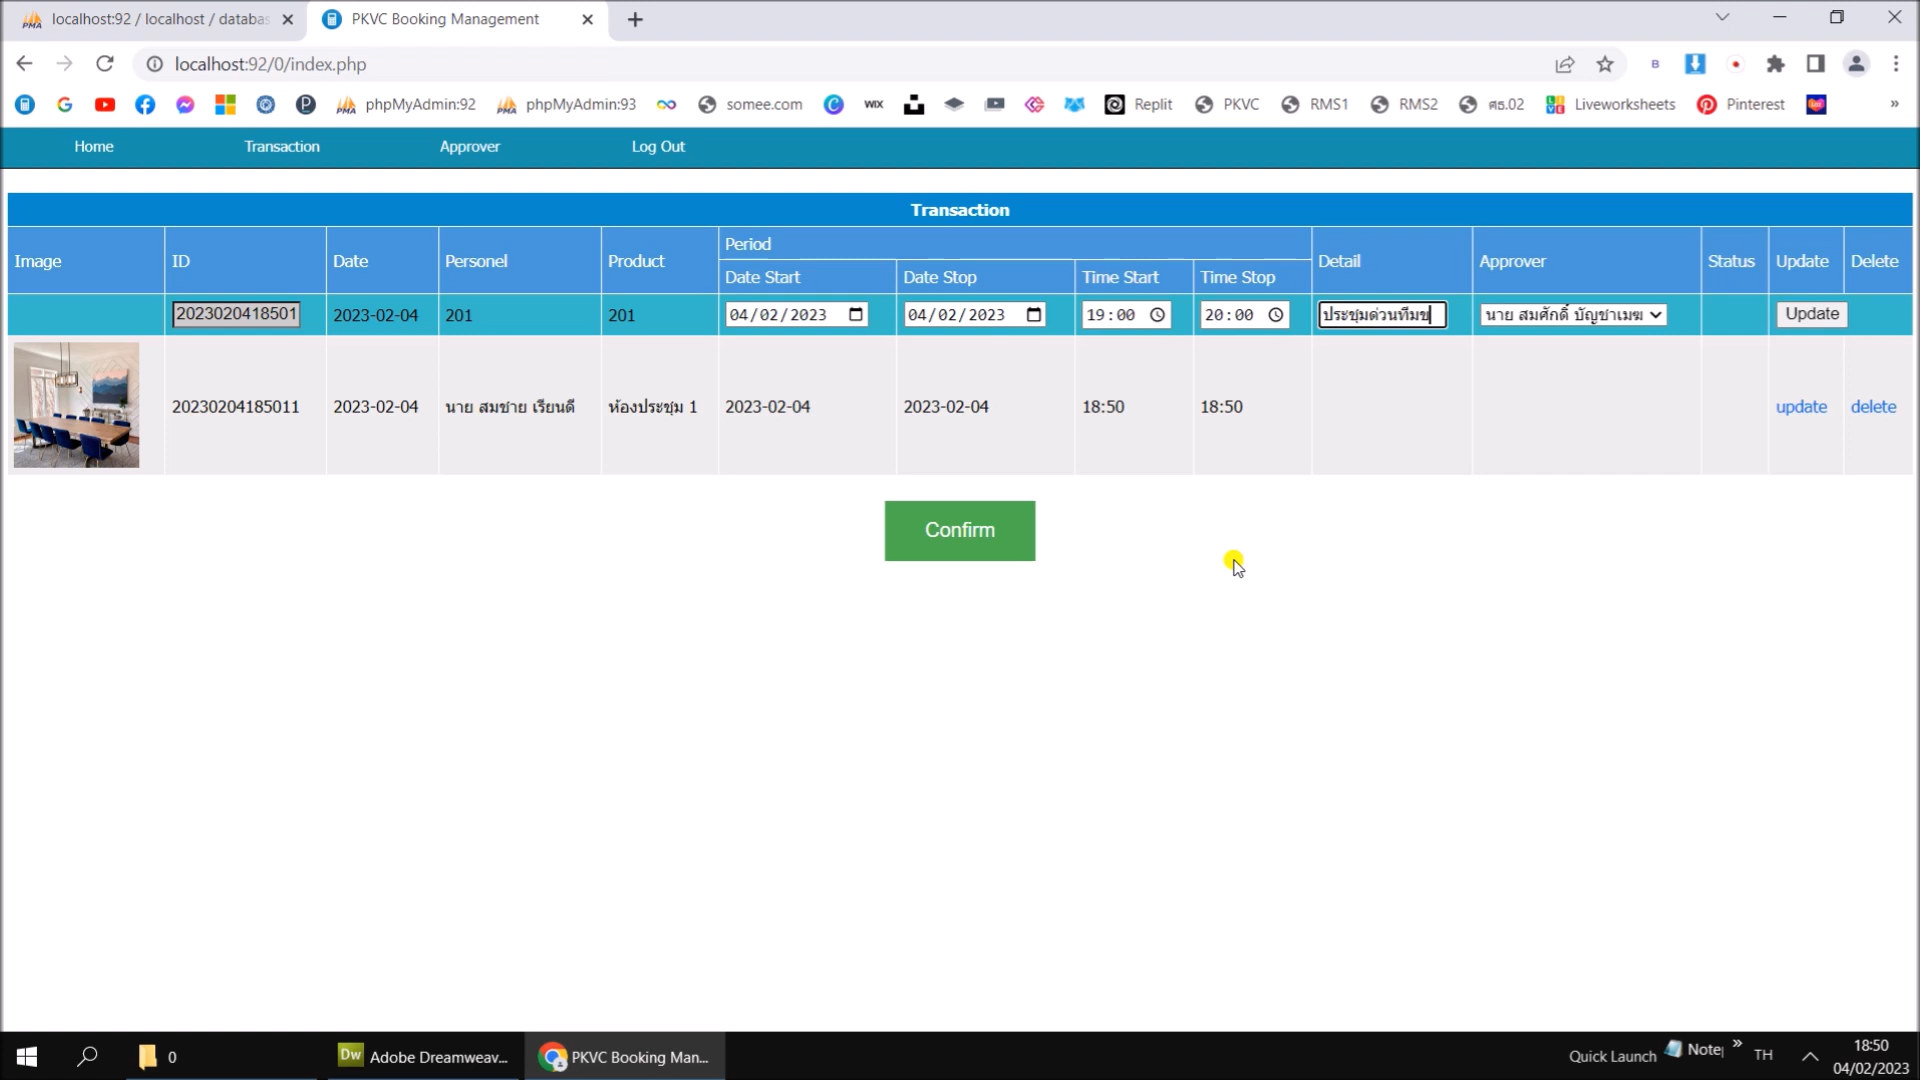 localhost:92 / localhost / databas
PKVC Booking Management
localhost:92/0/index.php
phpMyAdmin:92
phpMyAdmin:93
somee.com
WIX
Replit
PKVC
RMS1
RMS2
ศธ.02
Liveworksheets
Pinterest
Home
Transaction
Approver
Log Out
Transaction
Image
ID
Date
Personel
Product
Period
Date Start
Date Stop
Time Start
Time Stop
Detail
Approver
Status
Update
Delete
2023020418501
2023-02-04
201
201
04/02/2023
04/02/2023
19:00
20:00
ประชุมด่วนทีมข
นาย สมศักดิ์ บัญชาเมฆ
Update
20230204185011
2023-02-04
นาย สมชาย เรียนดี
ห้องประชุม 1
2023-02-04
2023-02-04
18:50
18:50
update
delete
Confirm
0
Dw
Adobe Dreamweav...
PKVC Booking Man...
Quick Launch
Note
TH
18:50
04/02/2023